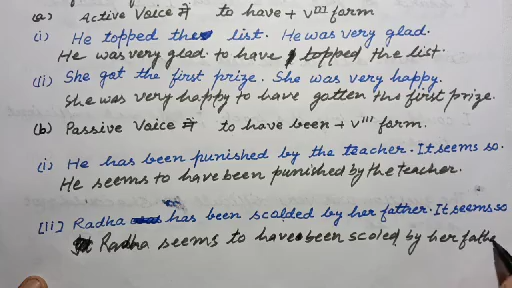 (a) Active Voice में to have + VIII form
(i) He topped the list. He was very glad.
He was very glad to have topped the list.
(ii) She got the first prize. She was very happy.
She was very happy to have gotten the first prize.
(b) Passive Voice में to have been + VIII form.
(i) He has been punished by the teacher. It seems so.
He seems to have been punished by the teacher.
[ii] Radha has been scolded by her father. It seems so
Radha seems to have been scoled by her fathe